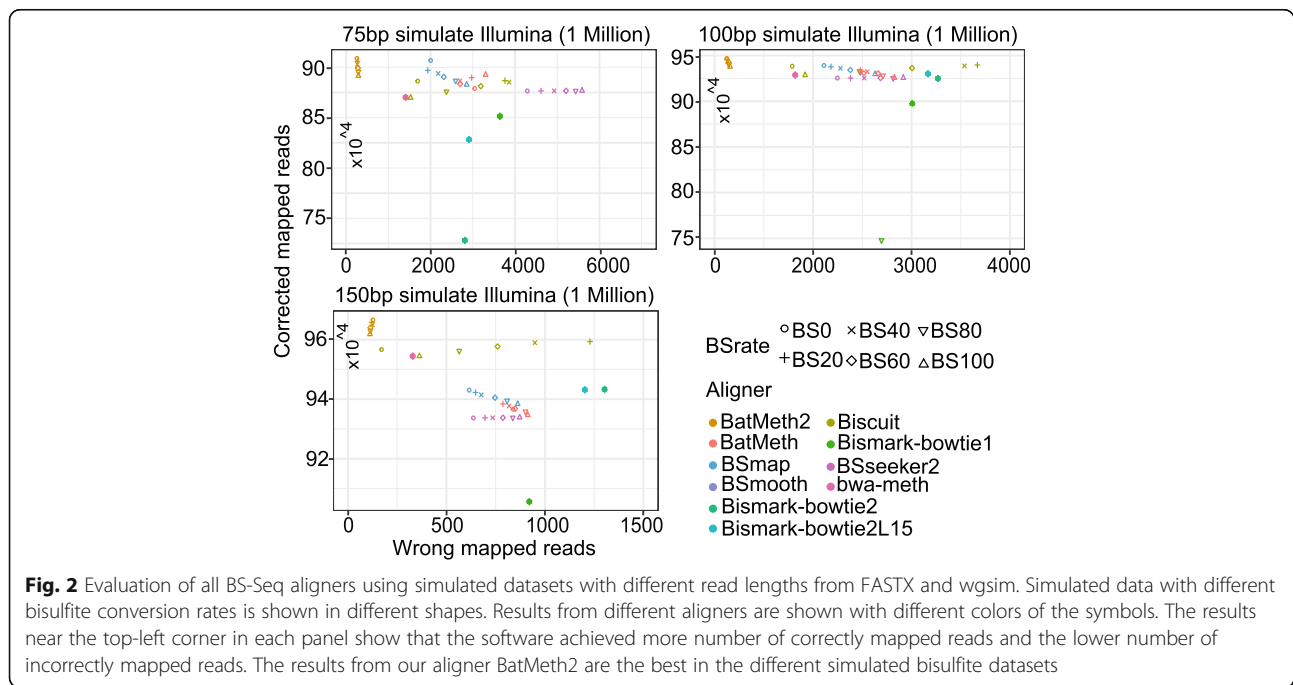 75bp simulate Illumina (1 Million)
100bp simulate Illumina (1 Million)
Corrected mapped reads
90
85
80
75
x10^4
0 2000 4000 6000
95
90
85
80
75
x10^4
0 1000 2000 3000 4000
150bp simulate Illumina (1 Million)
96
94
92
x10^4
0 500 1000 1500
Wrong mapped reads
BSrate
BS0 BS40 BS80
BS20 BS60 BS100
Aligner
BatMeth2 Biscuit
BatMeth Bismark-bowtie1
BSmap BSseeker2
BSmooth bwa-meth
Bismark-bowtie2
Bismark-bowtie2L15
Fig. 2 Evaluation of all BS-Seq aligners using simulated datasets with different read lengths from FASTX and wgsim. Simulated data with different
bisulfite conversion rates is shown in different shapes. Results from different aligners are shown with different colors of the symbols. The results
near the top-left corner in each panel show that the software achieved more number of correctly mapped reads and the lower number of
incorrectly mapped reads. The results from our aligner BatMeth2 are the best in the different simulated bisulfite datasets